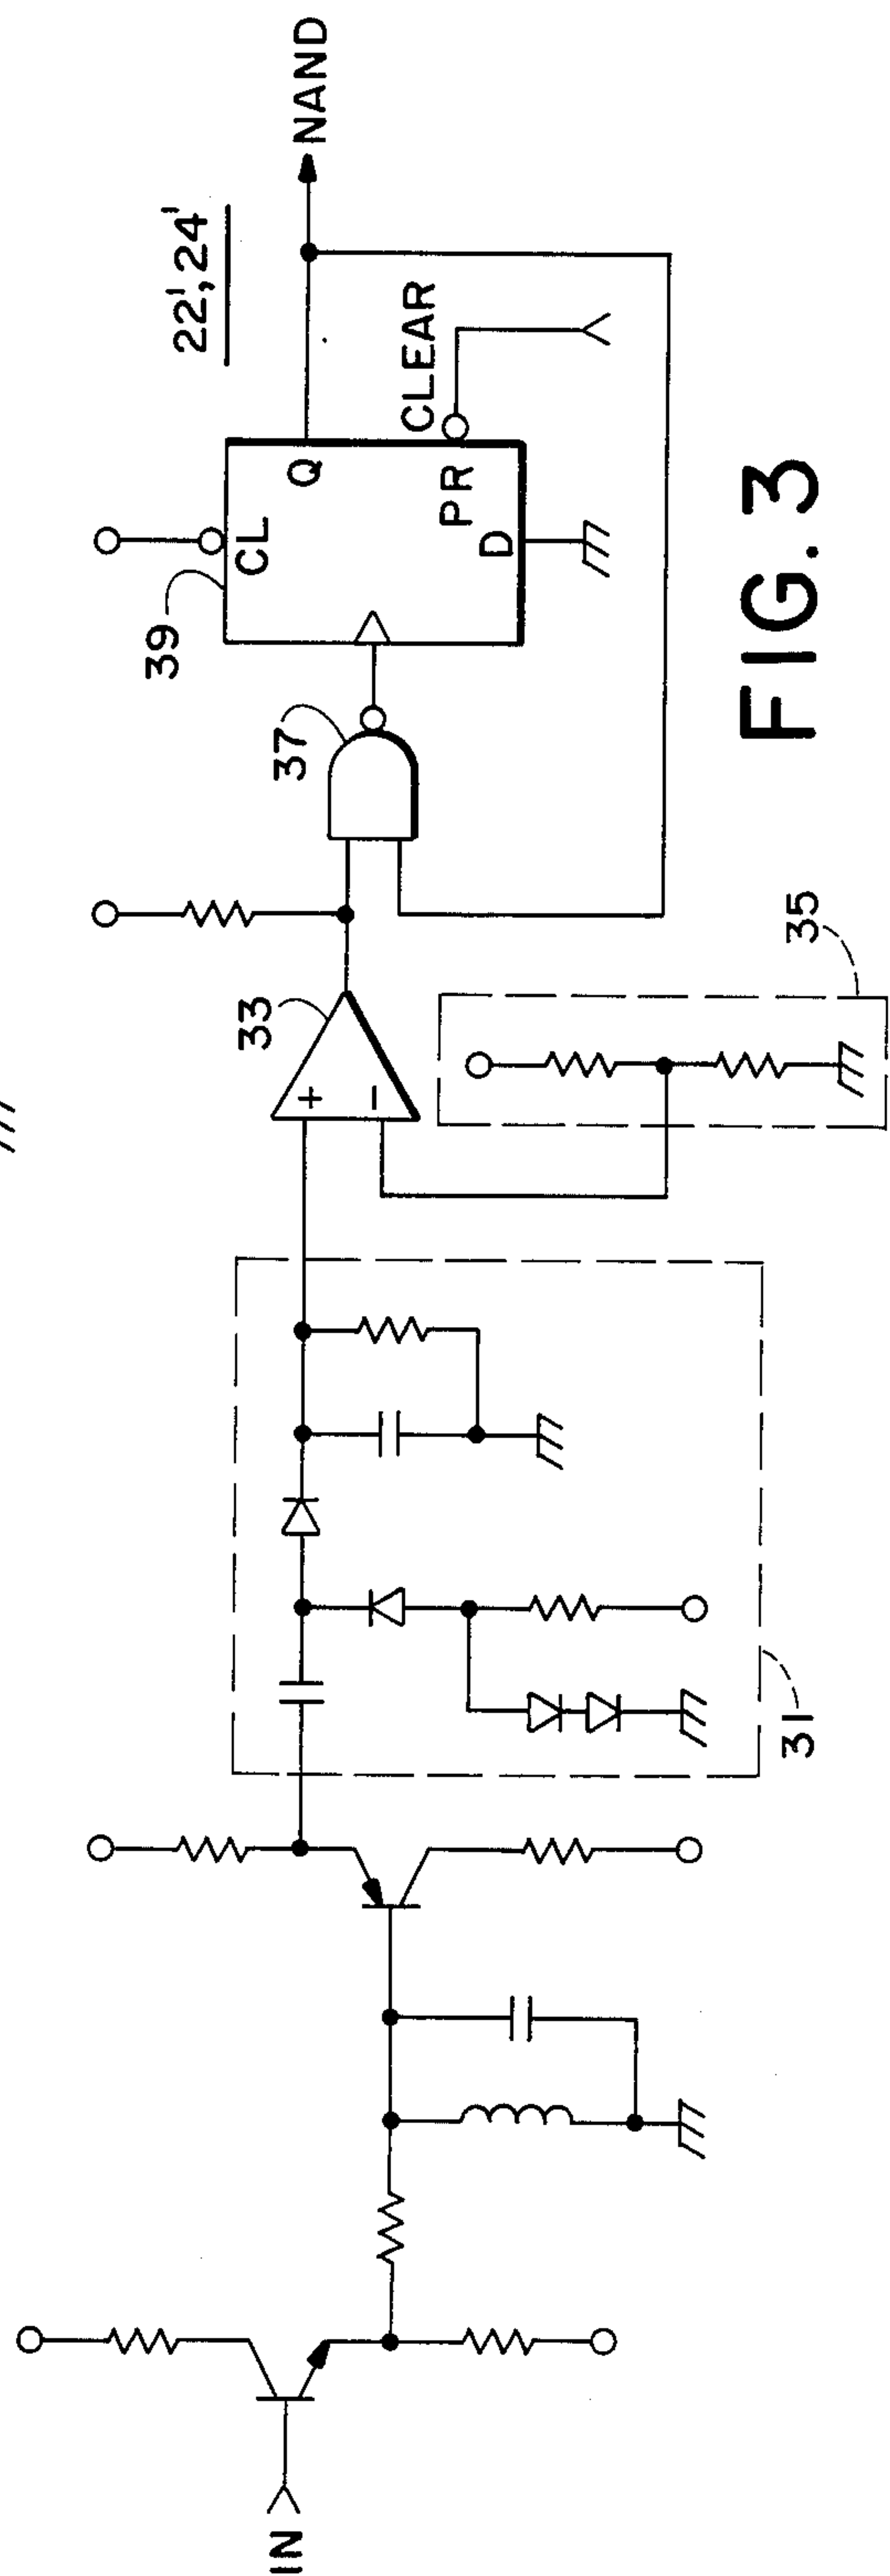 22',24'
NAND
CLEAR
Q
CL
PR
D
39
37
33
+
-
35
31
IN
FIG. 3